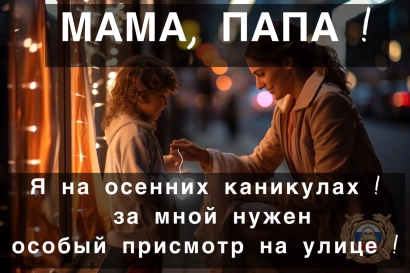 МАМА, ПАПА !
Я на осенних каникулах !
за мной нужен
особый присмотр на улице !